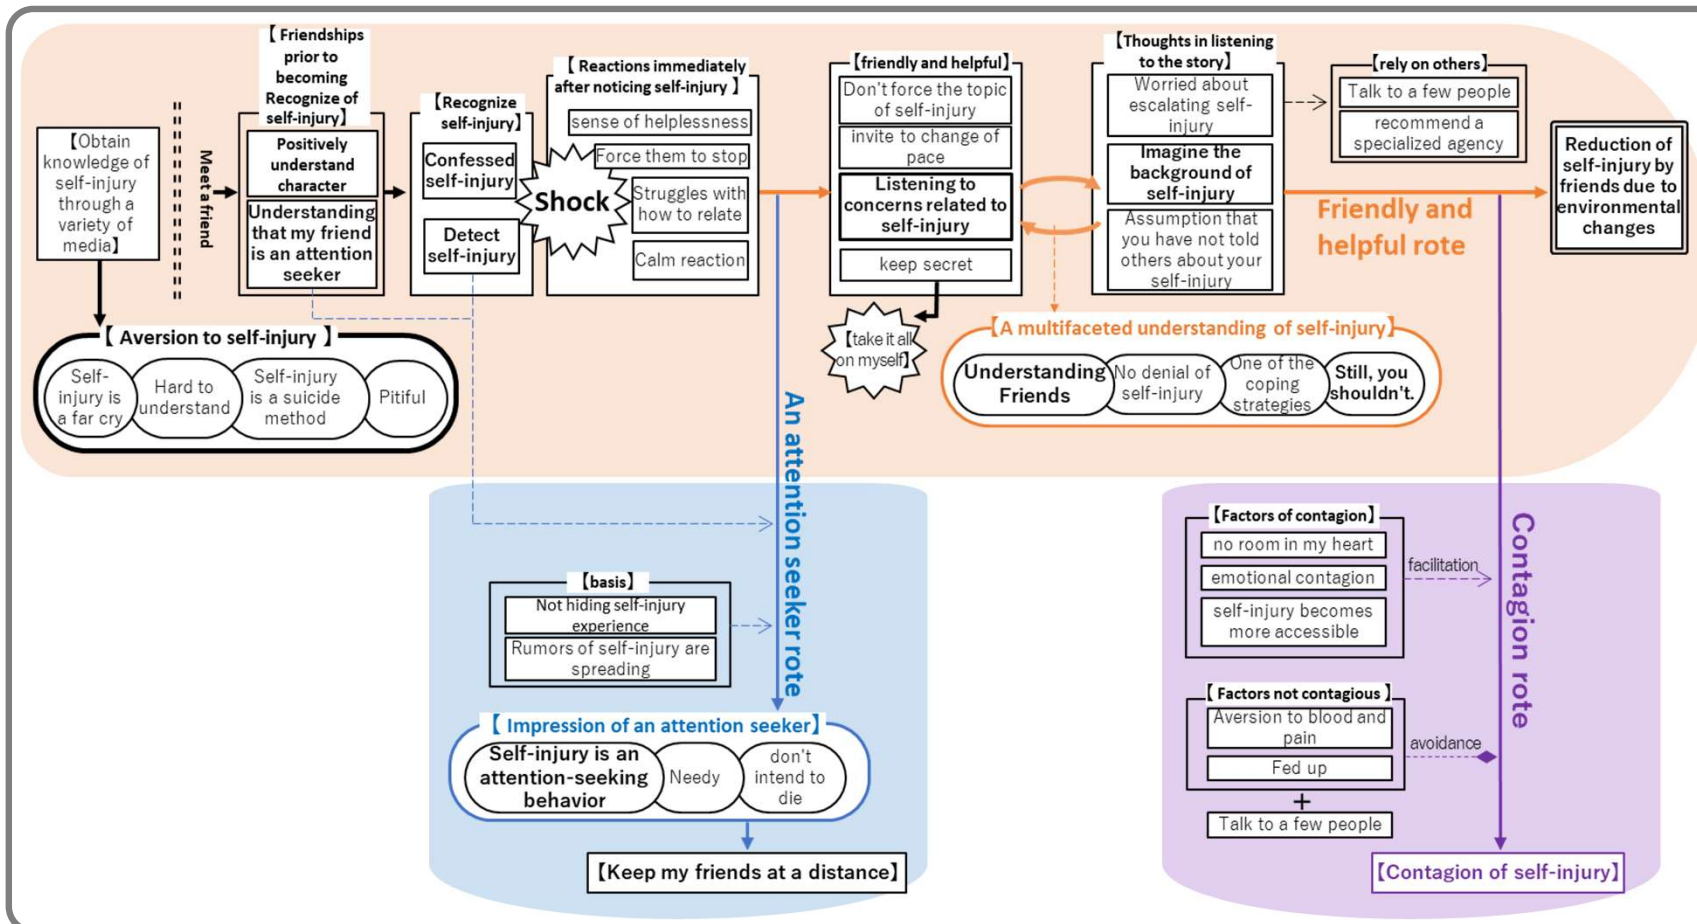 【Obtain
knowledge of
self-injury
through a
variety of
media】
Meet a friend
【 Friendships
prior to
becoming
Recognize of
self-injury】
Positively
understand
character
Understanding
that my friend
is an attention
seeker
【Recognize
self-injury】
Confessed
self-injury
Detect
self-injury
Shock
【 Reactions immediately
after noticing self-injury 】
sense of helplessness
Force them to stop
Struggles with
how to relate
Calm reaction
【friendly and helpful】
Don't force the topic
of self-injury
invite to change of
pace
Listening to
concerns related to
self-injury
keep secret
【take it all
on myself】
【Thoughts in listening
to the story】
Worried about
escalating self-
injury
Imagine the
background of
self-injury
Assumption that
you have not told
others about your
self-injury
【rely on others】
Talk to a few people
recommend a
specialized agency
Friendly and
helpful rote
Reduction of
self-injury by
friends due to
environmental
changes
【 Aversion to self-injury 】
Self-
injury is
a far cry
Hard to
understand
Self-injury
is a suicide
method
Pitiful
【A multifaceted understanding of self-injury】
Understanding
Friends
No denial of
self-injury
One of the
coping
strategies
Still, you
shouldn't.
An attention seeker rote
【basis】
Not hiding self-injury
experience
Rumors of self-injury are
spreading
【 Impression of an attention seeker】
Self-injury is an
attention-seeking
behavior
Needy
don't
intend to
die
【Keep my friends at a distance】
Contagion rote
【Factors of contagion】
no room in my heart
emotional contagion
self-injury becomes
more accessible
facilitation
【 Factors not contagious 】
Aversion to blood and
pain
Fed up
avoidance
+
Talk to a few people
【Contagion of self-injury】